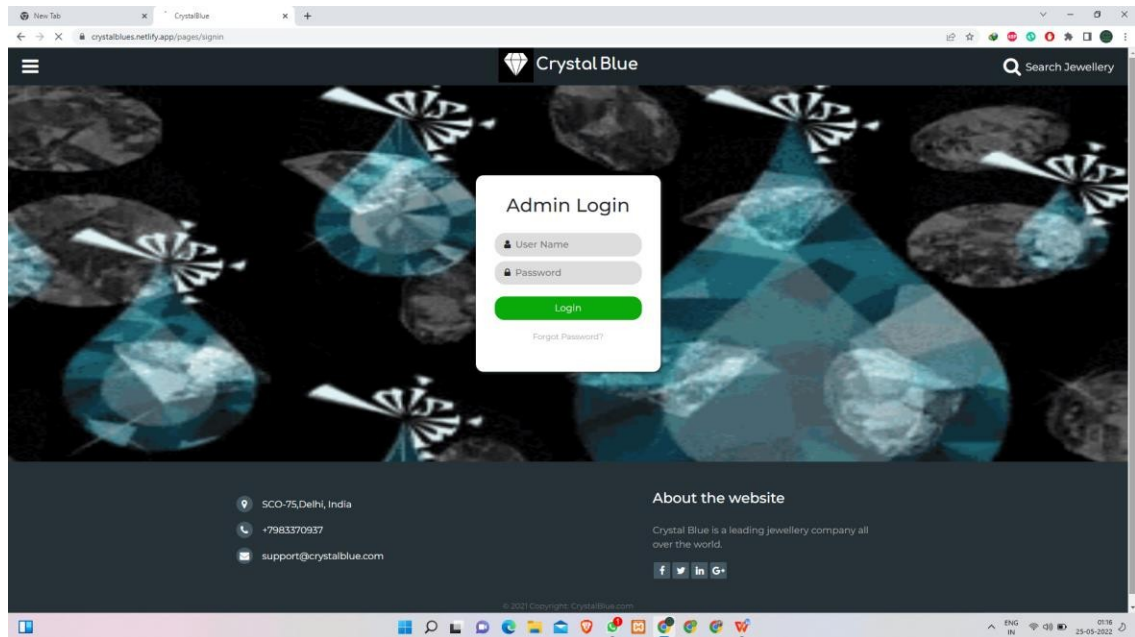 New Tab
CrystalBlue
crystalblues.netlify.app/pages/signin
Crystal Blue
Search Jewellery
Admin Login
User Name
Password
Login
Forgot Password?
SCO-75,Delhi, India
+7983370937
support@crystalblue.com
About the website
Crystal Blue is a leading jewellery company all
over the world.
f in G+
© 2021 Copyright: CrystalBlue.com
ENG
IN
01:16
25-05-2022